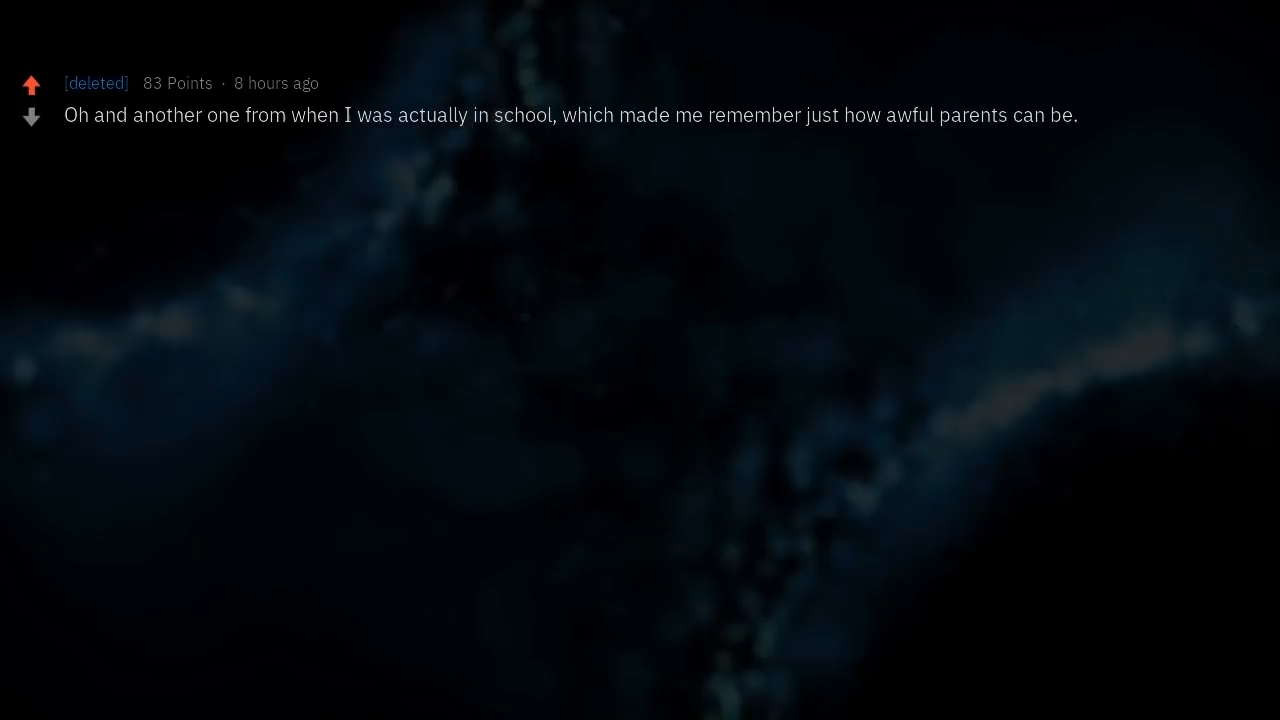 [deleted] 83 Points · 8 hours ago
Oh and another one from when I was actually in school, which made me remember just how awful parents can be.